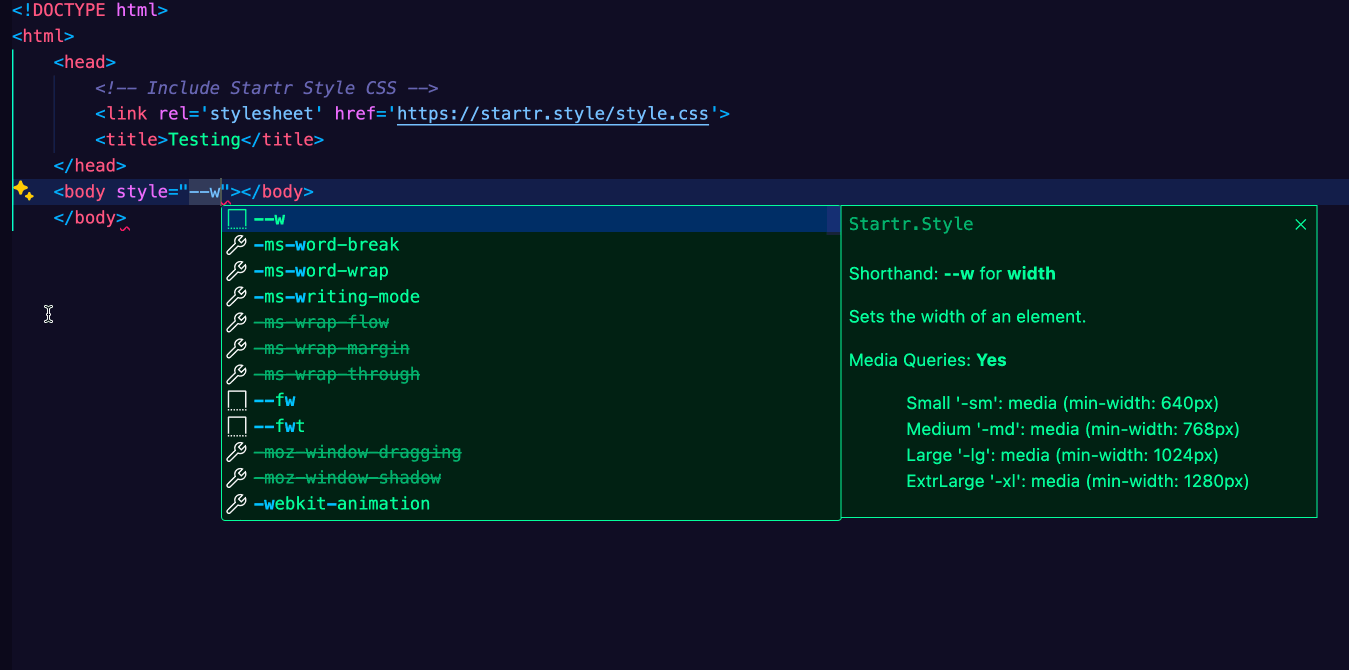 <!DOCTYPE html>
<html>
<head>
<!-- Include Startr Style CSS -->
<link rel='stylesheet' href='https://startr.style/style.css'>
<title>Testing</title>
</head>
<body style="--w"></body>
</body>
--w
-ms-word-break
-ms-word-wrap
-ms-writing-mode
-ms-wrap-flow
-ms-wrap-margin
-ms-wrap-through
--fw
--fwt
-moz-window-dragging
-moz-window-shadow
-webkit-animation
Startr.Style
Shorthand: --w for width
Sets the width of an element.
Media Queries: Yes
Small '-sm': media (min-width: 640px)
Medium '-md': media (min-width: 768px)
Large '-lg': media (min-width: 1024px)
ExtrLarge '-xl': media (min-width: 1280px)